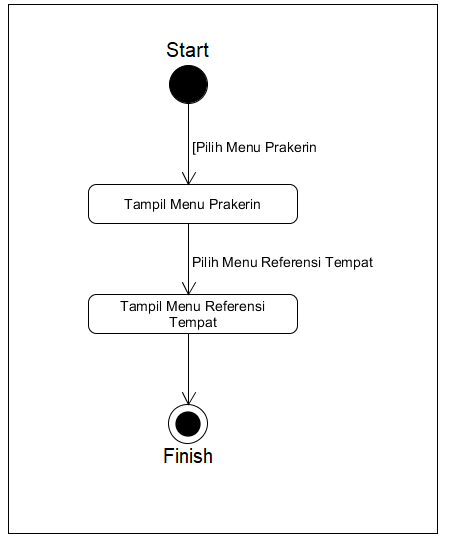 Start
[Pilih Menu Prakerin
Tampil Menu Prakerin
Pilih Menu Referensi Tempat
Tampil Menu Referensi
Tempat
Finish